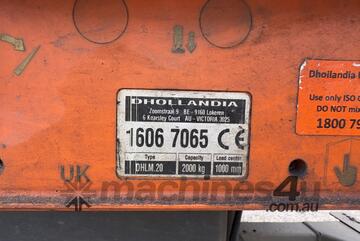 DHOLLANDIA
Zoomstraat 9 BE - 9160 Lokeren
6 Kearsley Court AU - VICTORIA 3025
1606 7065 CE
Type Capacity Load center
DHLM.20 2000 kg 1000 mm
Dhollandia
Use only ISO
DO NOT mix
1800 79
UK
machines4u
.com.au